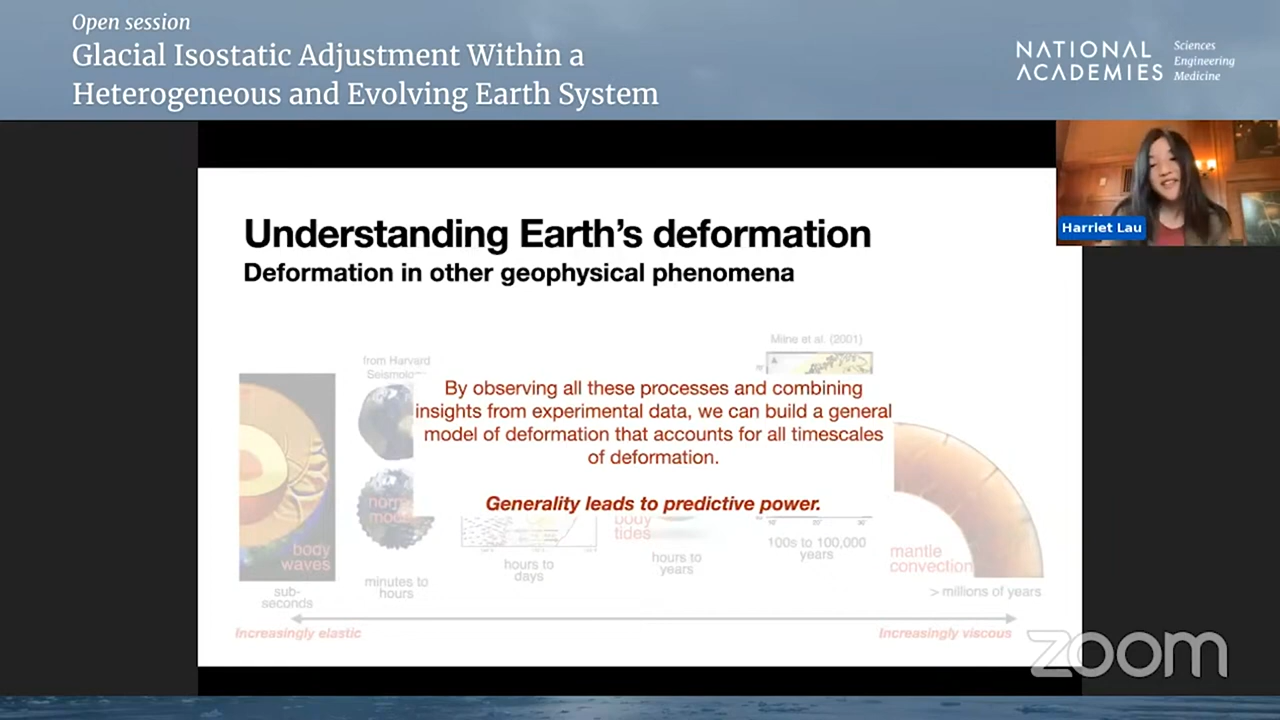 Open session
Glacial Isostatic Adjustment Within a
Heterogeneous and Evolving Earth System
NATIONAL
ACADEMIES
Sciences
Engineering
Medicine
Harriet Lau
Understanding Earth's deformation
Deformation in other geophysical phenomena
from Harvard
Milne et al. (2001)
By observing all these processes and combining
insights from experimental data, we can build a general
model of deformation that accounts for all timescales
of deformation.
Generality leads to predictive power.
body
waves
sub-
seconds
minutes to
hours
hours to
days
body
tides
hours to
years
100s to 100,000
years
mantle
convection
> millions of years
Increasingly elastic
Increasingly viscous
zoom